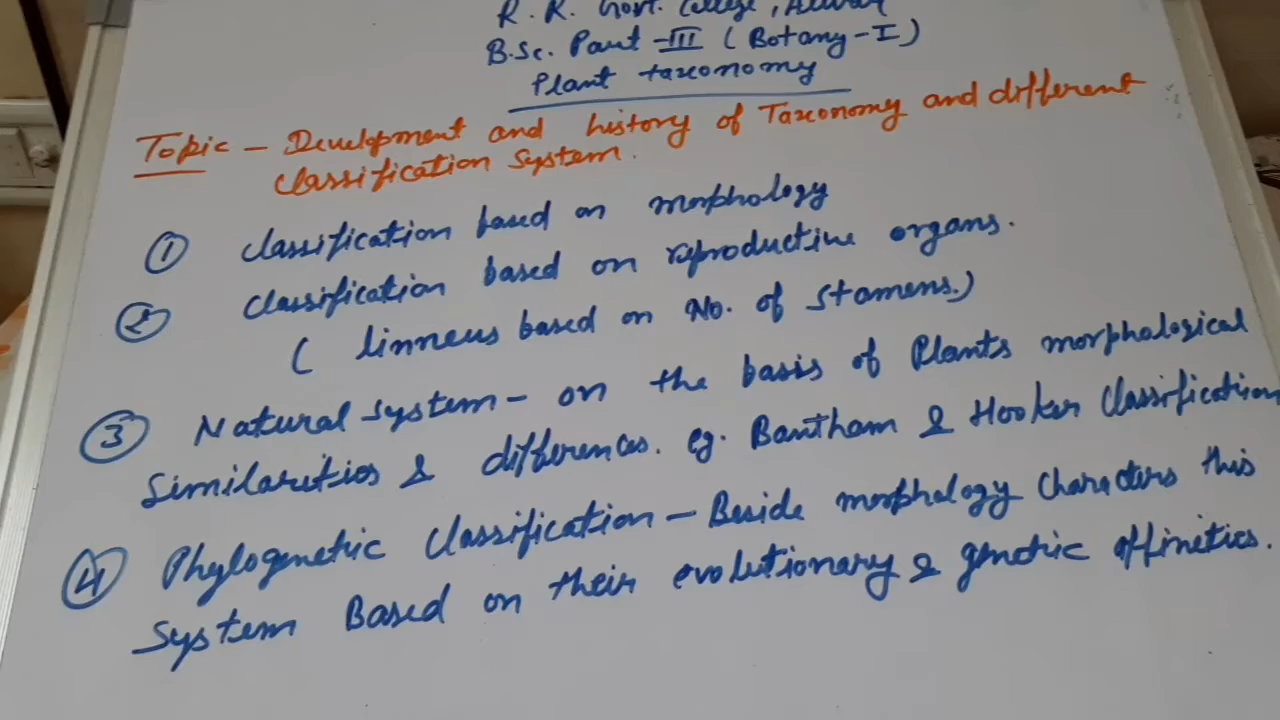 R. R. Govt. College, Alwar
B.Sc. Part-III (Botany-I)
Plant taxonomy
Topic - Development and history of Taxonomy and different
classification System.
① classification based on morphology
② classification based on reproductive organs.
( linneus based on No. of stamens.)
③ Natural System - on the basis of Plants morphological
Similarities & differences. eg. Bantham & Hooker Classification
④ Phylogenetic Classification - Beside morphology Characters this
System Based on their evolutionary & genetic affinities.